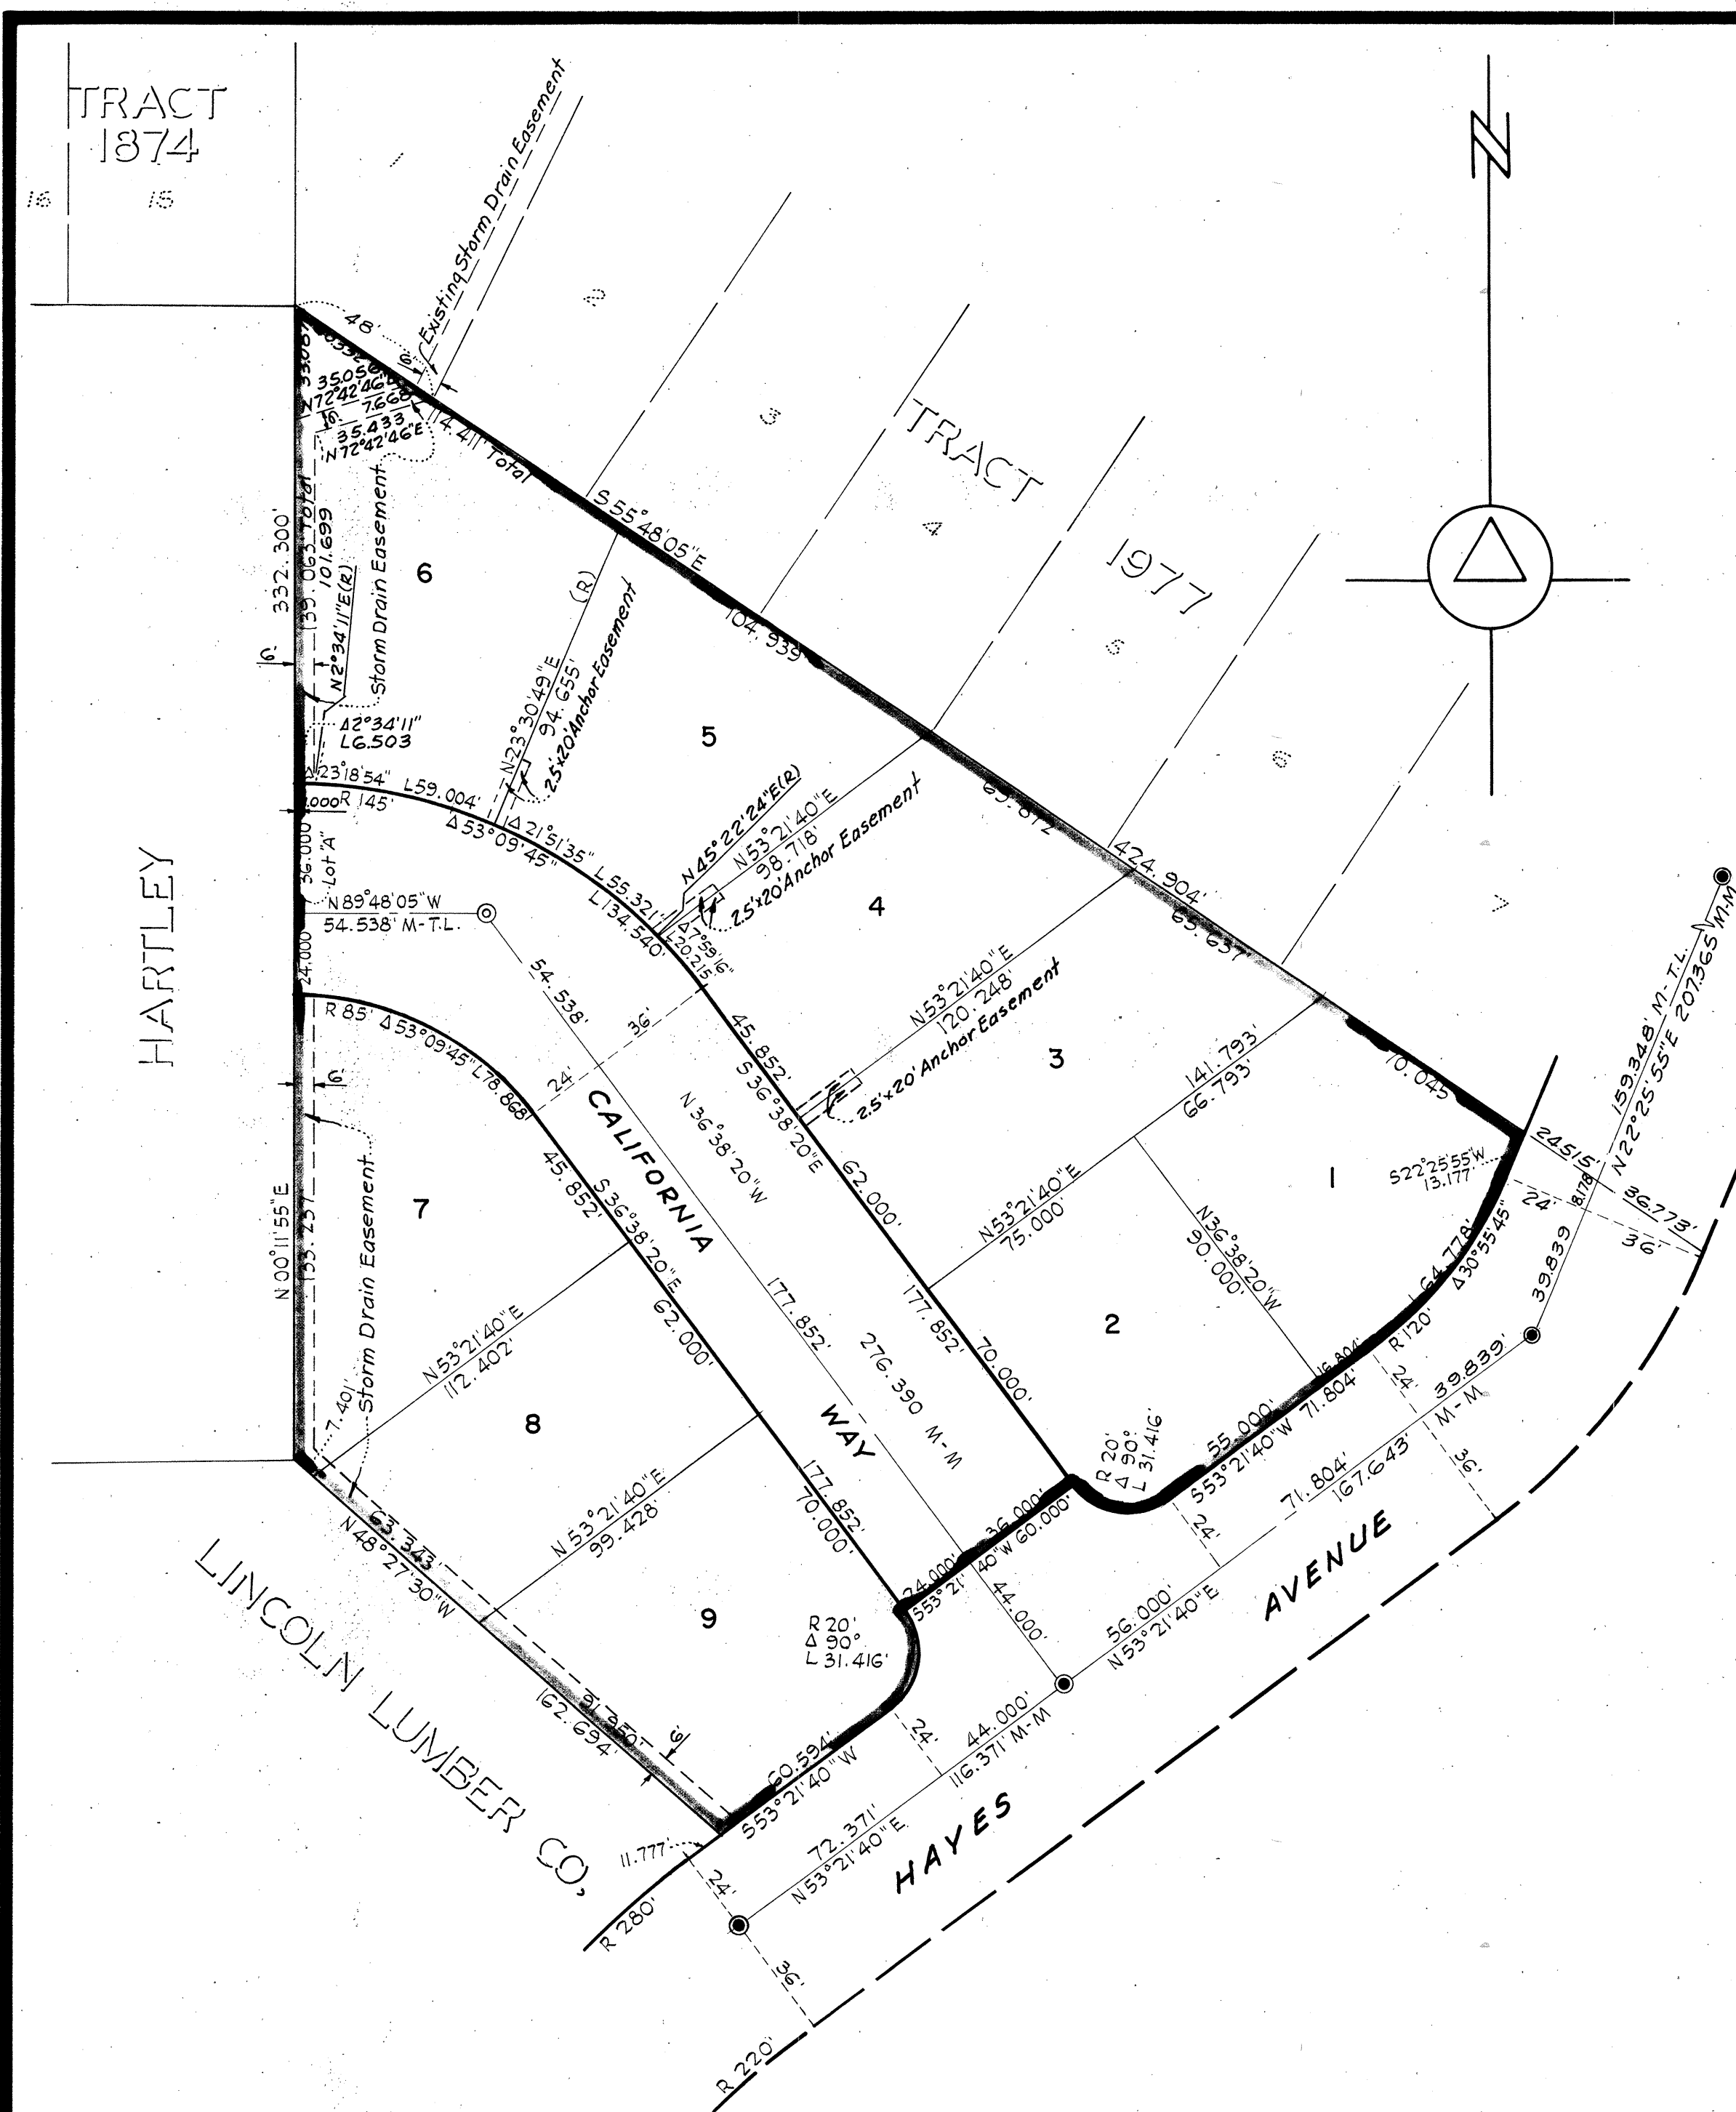 TRACT
1874
16
15
1
Existing Storm Drain Easement
2
3
4
5
6
7
TRACT
1977
N
48'
6'
35.056
N72°42'46"E
7.668
6'
35.433
N72°42'46"E
Total
S55°48'05"E
104.939
424.904'
65.637
70.045
332.300'
139.063 Total
101.699
N2°34'11"E(R)
Storm Drain Easement
6'
Δ2°34'11"
L6.503
6
(R)
N23°30'49"E
94.655'
2.5'x20' Anchor Easement
5
Δ23°18'54"
L59.004'
R 145'
Δ53°09'45"
Δ21°51'35"
L55.321'
L134.540'
36.000
Lot "A"
N89°48'05"W
54.538' M-T.L.
24.000
N45°22'24"E(R)
N53°21'40"E
98.718'
2.5'x20' Anchor Easement
Δ7°59'16"
L20.215'
4
N53°21'40"E
120.248'
2.5'x20' Anchor Easement
3
HARTLEY
R 85'
Δ53°09'45"
L78.868'
54.538'
36'
24'
45.852'
S36°38'20"E
62.000'
177.852'
70.000'
141.793'
66.793'
N53°21'40"E
75.000'
N36°38'20"W
90.000'
1
2
CALIFORNIA
WAY
N36°38'20"W
177.852'
276.390 M-M
6'
7
N00°11'55"E
Storm Drain Easement
45.852'
S36°38'20"E
62.000'
177.852'
70.000'
N53°21'40"E
112.402'
7.401'
8
N53°21'40"E
99.428'
63.343'
N48°27'30"W
162.694'
6'
9
R 20'
Δ 90°
L 31.416'
R 20'
Δ 90°
L 31.416'
36.000'
24.000'
S53°21'40"W 60.000'
44.000'
55.000'
16.804'
S53°21'40"W 71.804'
R 120'
64.778'
Δ30°55'45"
S22°25'55"W
13.177'
24.515'
36.773'
24'
8.178
36'
39.839
159.348' M-T.L.
N22°25'55"E 207.365 M-M
24'
36'
39.839'
M-M
71.804'
167.643'
24'
56.000'
N53°21'40"E
AVENUE
HAYES
44.000'
116.371' M-M
24'
72.371'
N53°21'40"E
60.594'
S53°21'40"W
11.777'
24'
36'
R 280'
R 220'
LINCOLN LUMBER CO,